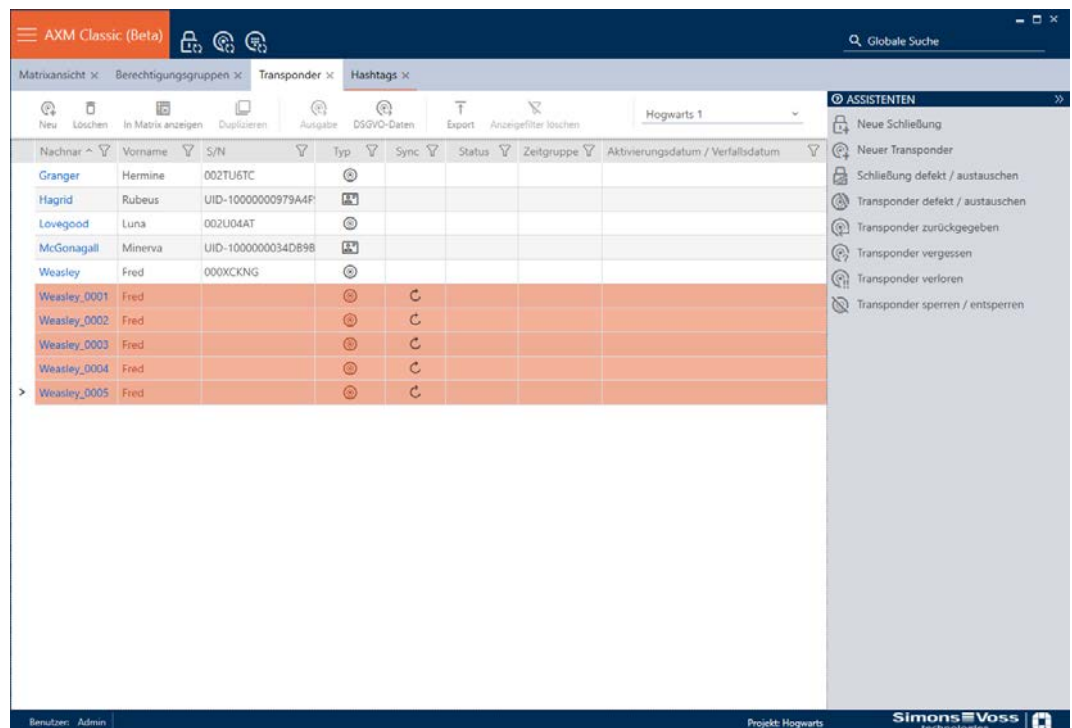 AXM Classic (Beta)
Globale Suche
Matrixansicht Berechtigungsgruppen Transponder Hashtags
Neu Löschen In Matrix anzeigen Duplizieren Ausgabe DSGVO-Daten Export Anzeigefilter löschen Hogwarts 1
Nachnar Vorname S/N Typ Sync Status Zeitgruppe Aktivierungsdatum / Verfallsdatum
Granger Hermine 002TU6TC
Hagrid Rubeus UID-10000000979A4F
Lovegood Luna 002U04AT
McGonagall Minerva UID-1000000034DB9B
Weasley Fred 000XCKNG
Weasley_0001 Fred
Weasley_0002 Fred
Weasley_0003 Fred
Weasley_0004 Fred
Weasley_0005 Fred
ASSISTENTEN
Neue Schließung
Neuer Transponder
Schließung defekt / austauschen
Transponder defekt / austauschen
Transponder zurückgegeben
Transponder vergessen
Transponder verloren
Transponder sperren / entsperren
Benutzer: Admin
Projekt: Hogwarts
Simons Voss
technologies